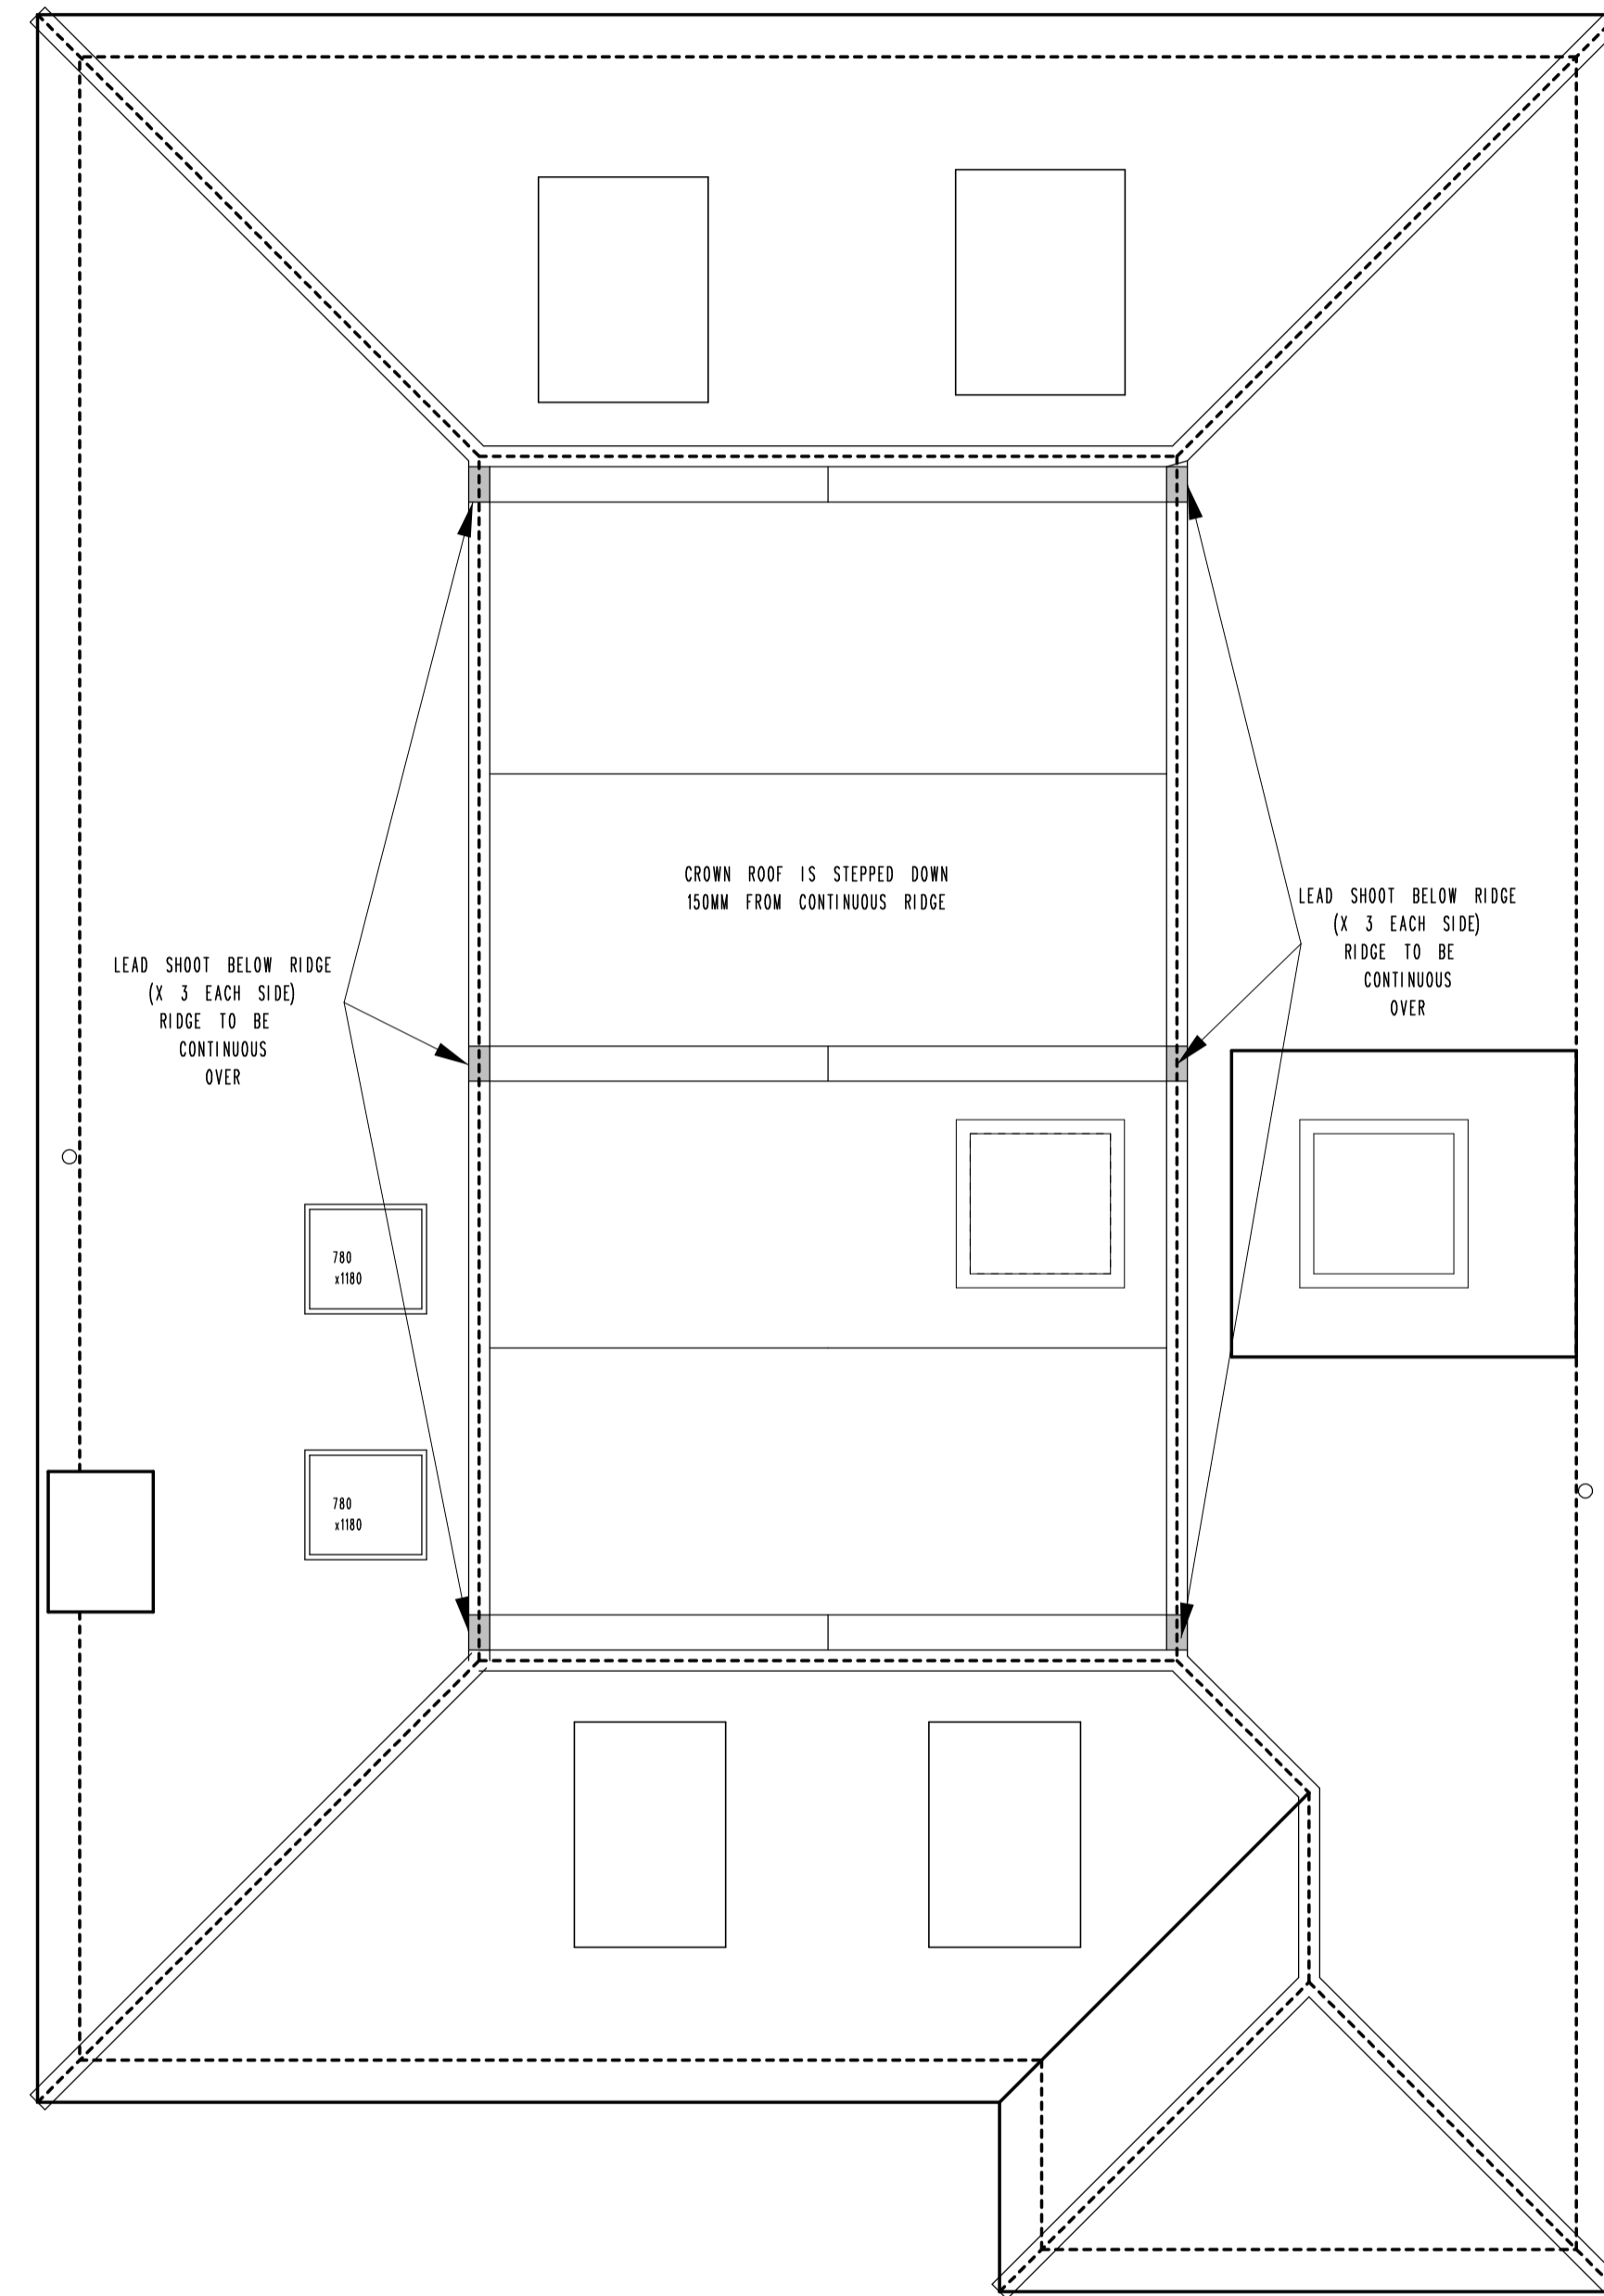 CROWN ROOF IS STEPPED DOWN
150MM FROM CONTINUOUS RIDGE
LEAD SHOOT BELOW RIDGE
(X 3 EACH SIDE)
RIDGE TO BE
CONTINUOUS
OVER
LEAD SHOOT BELOW RIDGE
(X 3 EACH SIDE)
RIDGE TO BE
CONTINUOUS
OVER
780
x1180
780
x1180